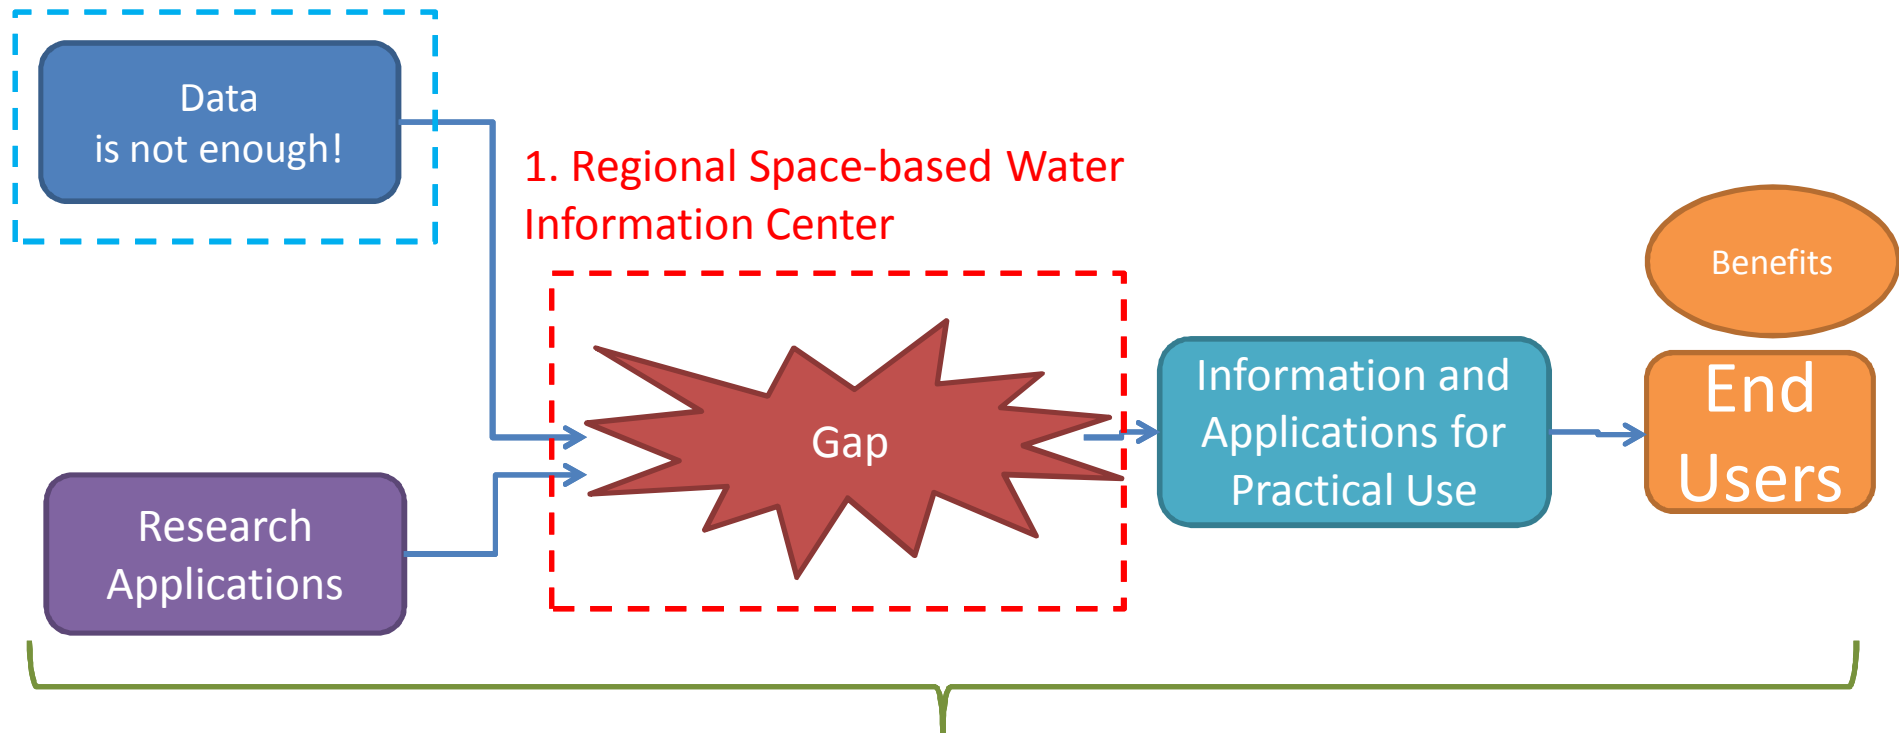 Data
is not enough!
1. Regional Space-based Water
Information Center
Benefits
Gap
Information and
Applications for
Practical Use
End
Users
Research
Applications